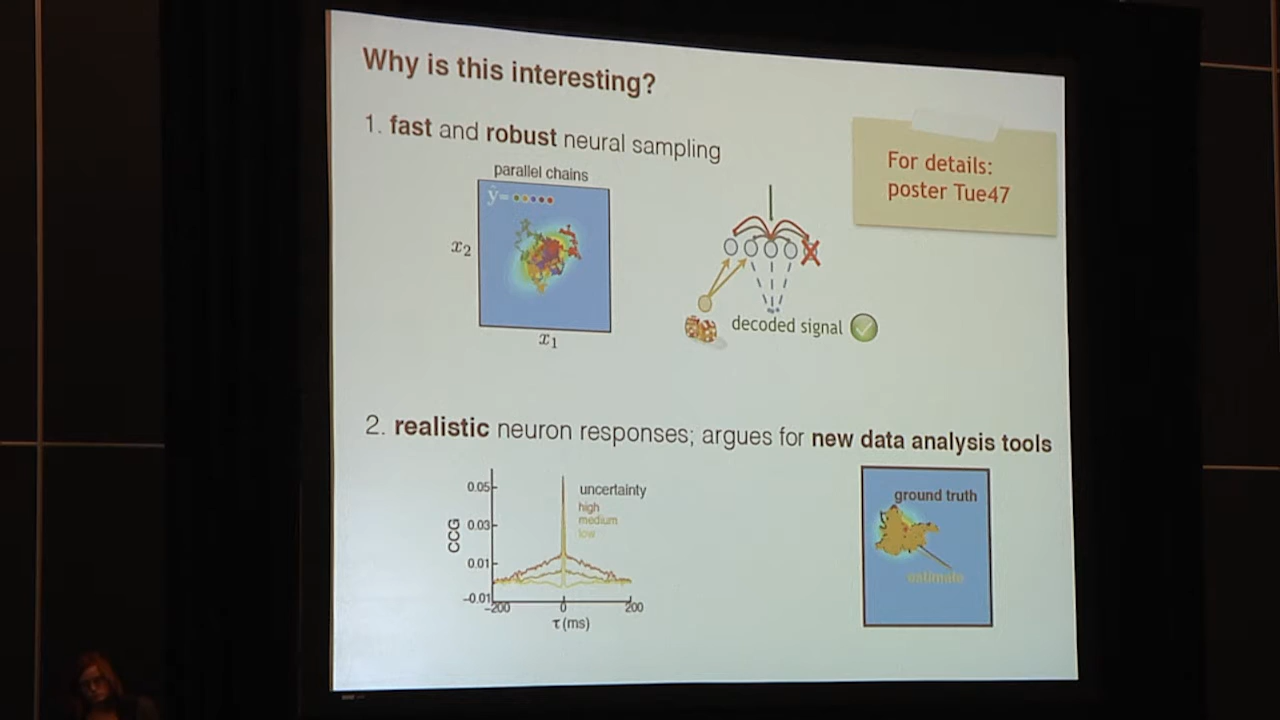 Why is this interesting?
1. fast and robust neural sampling
For details:
poster Tue47
parallel chains
ŷ=
x₂
x₁
decoded signal
2. realistic neuron responses; argues for new data analysis tools
0.05
0.03
0.01
-0.01
CCG
uncertainty
high
medium
low
-200
0
200
τ (ms)
ground truth
estimate